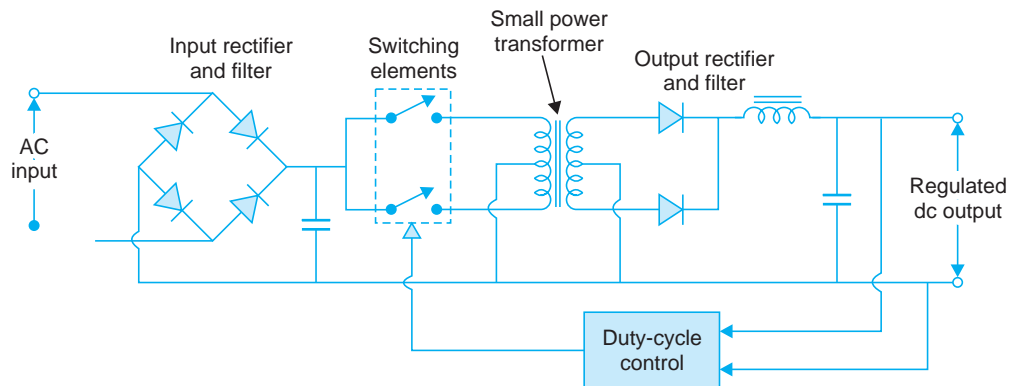 Small power
transformer
Input rectifier
and filter
Switching
elements
Output rectifier
and filter
AC
input
Regulated
dc output
Duty-cycle
control